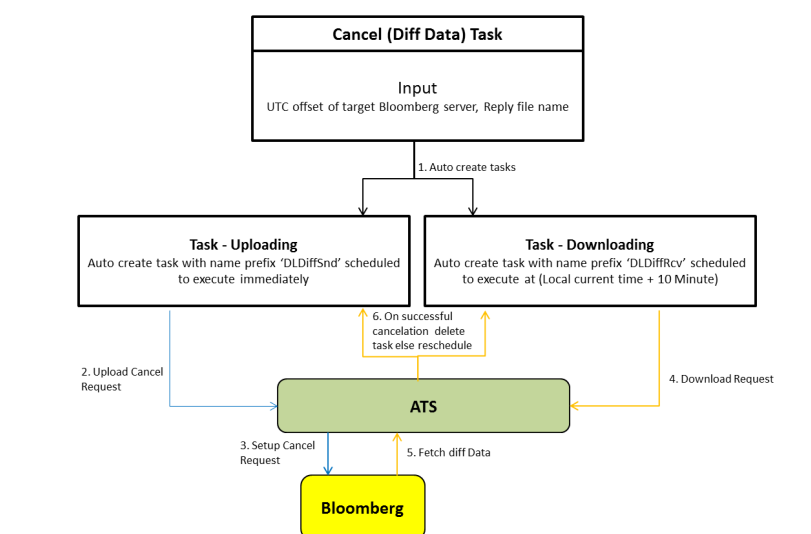 Cancel (Diff Data) Task
Input
UTC offset of target Bloomberg server, Reply file name
1. Auto create tasks
Task - Uploading
Auto create task with name prefix ‘DLDiffSnd’ scheduled
to execute immediately
Task - Downloading
Auto create task with name prefix ‘DLDiffRcv’ scheduled
to execute at (Local current time + 10 Minute)
6. On successful
cancelation delete
task else reschedule
2. Upload Cancel
Request
4. Download Request
ATS
3. Setup Cancel
Request
5. Fetch diff Data
Bloomberg